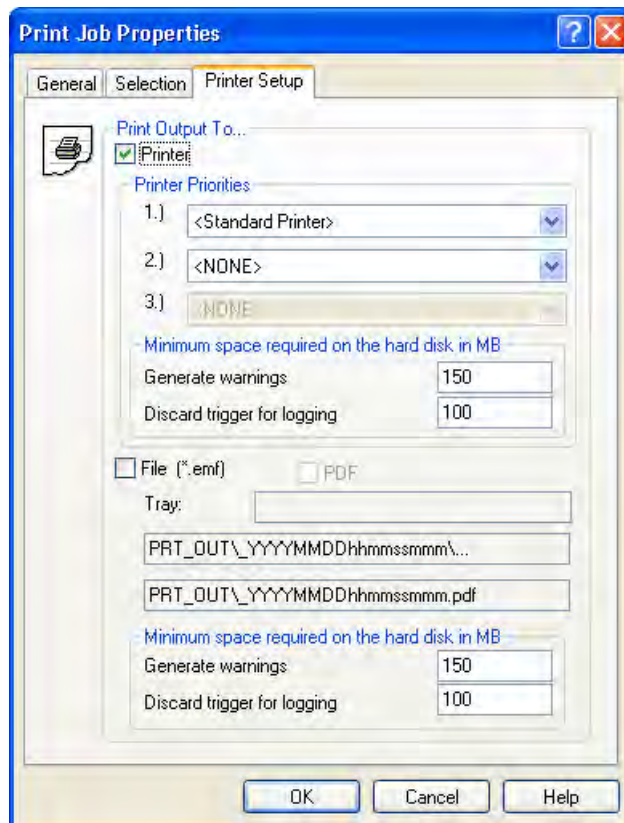 Print Job Properties
General Selection Printer Setup
Print Output To...
Printer
Printer Priorities
1.) <Standard Printer>
2.) <NONE>
3.) <NONE
Minimum space required on the hard disk in MB
Generate warnings 150
Discard trigger for logging 100
File (*.emf) PDF
Tray:
PRT_OUT\_YYYYMMDDhhmmssmmm\...
PRT_OUT\_YYYYMMDDhhmmssmmm.pdf
Minimum space required on the hard disk in MB
Generate warnings 150
Discard trigger for logging 100
OK Cancel Help